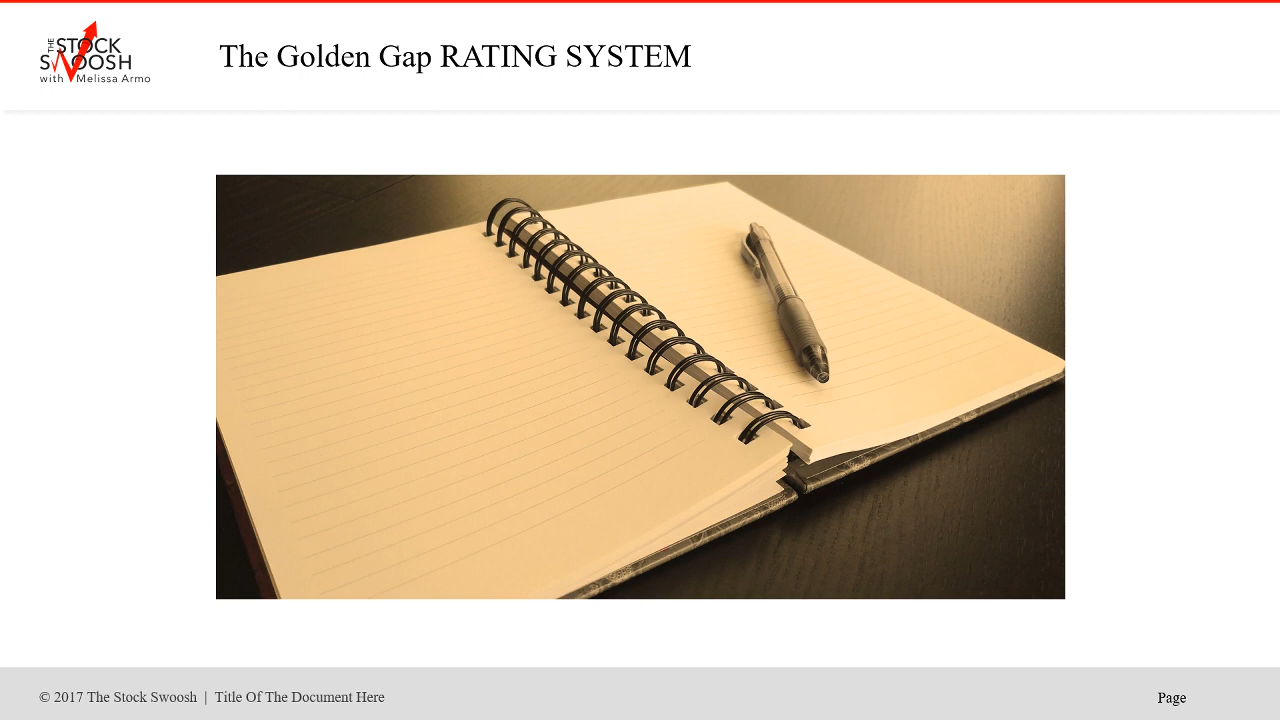 THE STOCK
SWOOSH
with Melissa Armo
The Golden Gap RATING SYSTEM
© 2017 The Stock Swoosh | Title Of The Document Here
Page